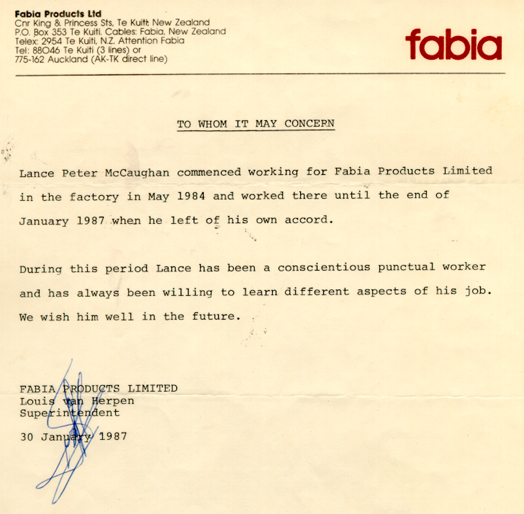 Fabia Products Ltd
Cnr King & Princess Sts, Te Kuiti New Zealand
P.O. Box 353 Te Kuiti. Cables: Fabia, New Zealand
Telex: 2954 Te Kuiti, N.Z. Attention Fabia
Tel: 88046 Te Kuiti (3 lines) or
775-162 Auckland (AK-TK direct line)
fabia
TO WHOM IT MAY CONCERN
Lance Peter McCaughan commenced working for Fabia Products Limited
in the factory in May 1984 and worked there until the end of
January 1987 when he left of his own accord.
During this period Lance has been a conscientious punctual worker
and has always been willing to learn different aspects of his job.
We wish him well in the future.
FABIA PRODUCTS LIMITED
Louis van Herpen
Superintendent
30 January 1987